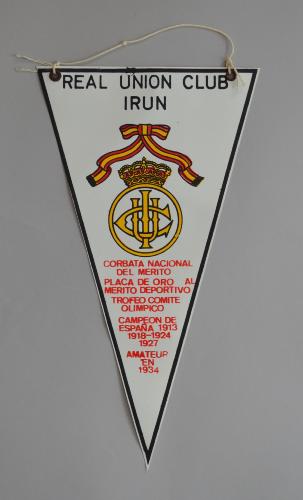 REAL UNION CLUB
IRUN
CORBATA NACIONAL
DEL MERITO
PLACA DE ORO AL
MERITO DEPORTIVO
TROFEO COMITE
OLIMPICO
CAMPEON DE
ESPAÑA 1913
1918-1924
1927
AMATEUR
EN
1934